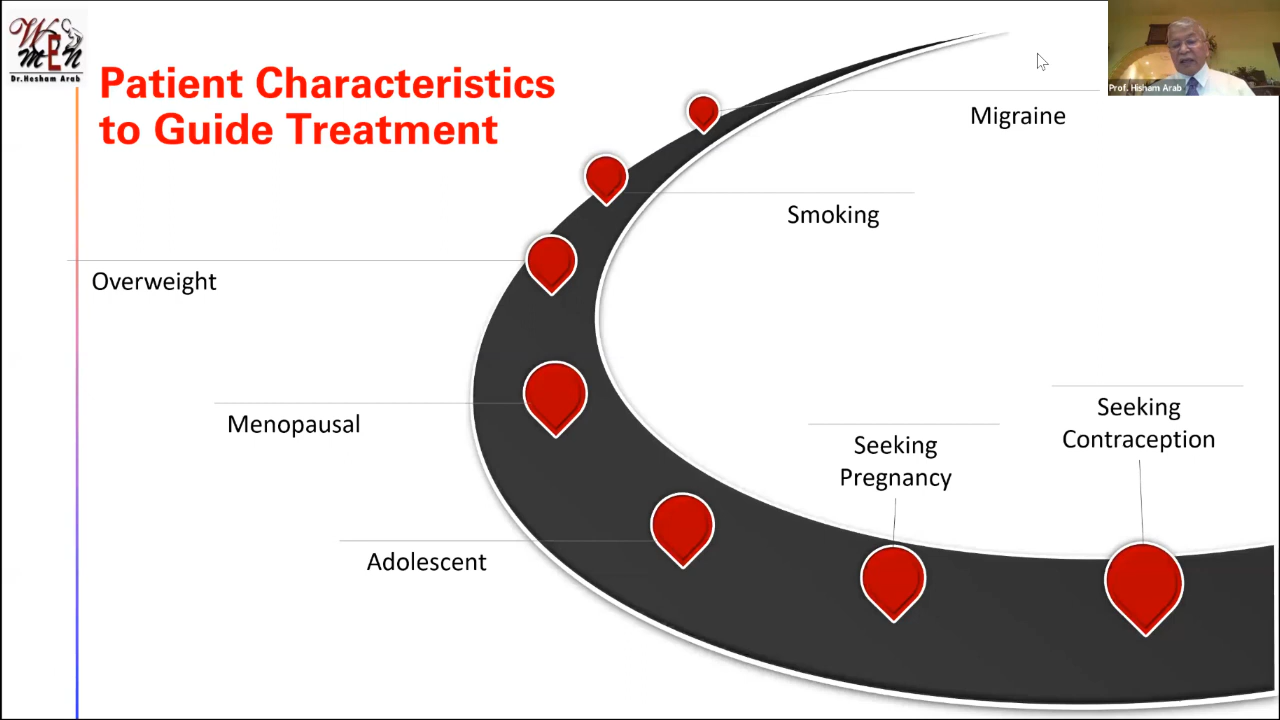 WOMEN
Dr.Hesham Arab
Patient Characteristics
to Guide Treatment
Prof. Hisham Arab
Migraine
Smoking
Overweight
Menopausal
Seeking
Contraception
Seeking
Pregnancy
Adolescent